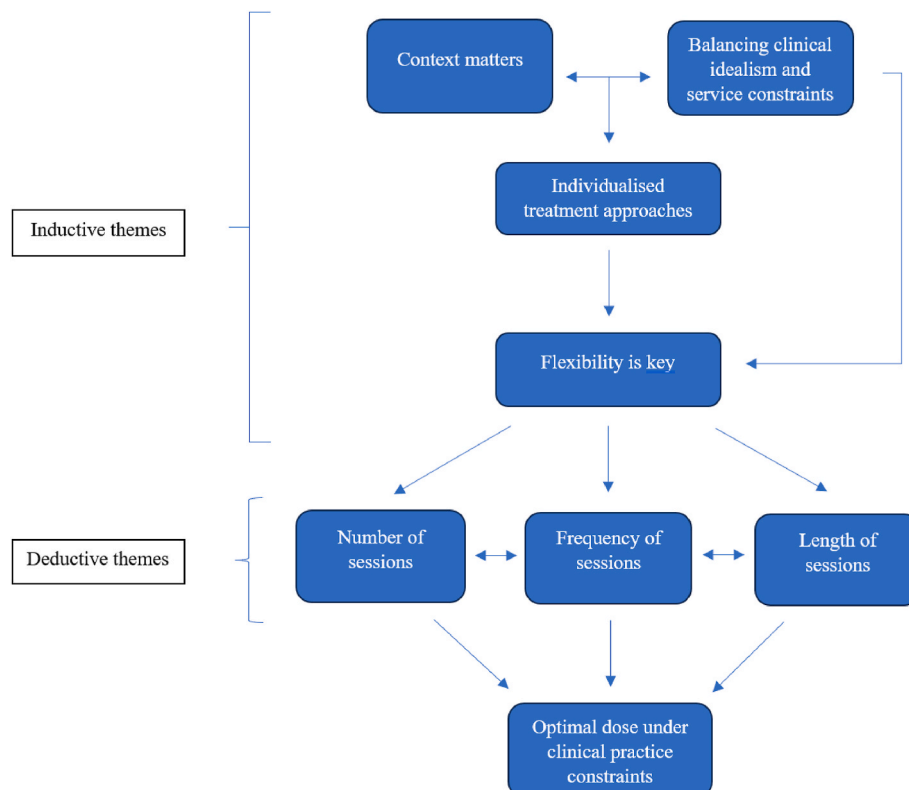 Context matters
Balancing clinical
idealism and
service constraints
Individualised
treatment approaches
Inductive themes
Flexibility is key
Number of
sessions
Frequency of
sessions
Length of
sessions
Deductive themes
Optimal dose under
clinical practice
constraints